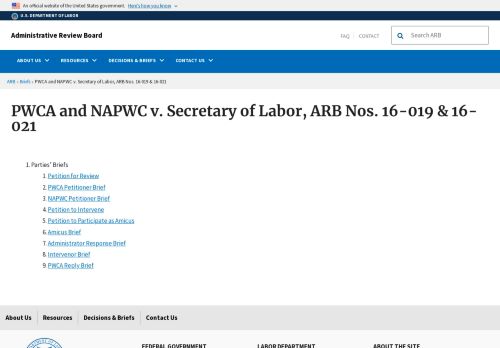 An official website of the United States government. Here's how you know
U.S. DEPARTMENT OF LABOR
Administrative Review Board
FAQ CONTACT
Search ARB
ABOUT US RESOURCES DECISIONS & BRIEFS CONTACT US
ARB › Briefs › PWCA and NAPWC v. Secretary of Labor, ARB Nos. 16-019 & 16-021
PWCA and NAPWC v. Secretary of Labor, ARB Nos. 16-019 & 16-
021
1. Parties' Briefs
1. Petition for Review
2. PWCA Petitioner Brief
3. NAPWC Petitioner Brief
4. Petition to Intervene
5. Petition to Participate as Amicus
6. Amicus Brief
7. Administrator Response Brief
8. Intervenor Brief
9. PWCA Reply Brief
About Us Resources Decisions & Briefs Contact Us
FEDERAL GOVERNMENT LABOR DEPARTMENT ABOUT THE SITE